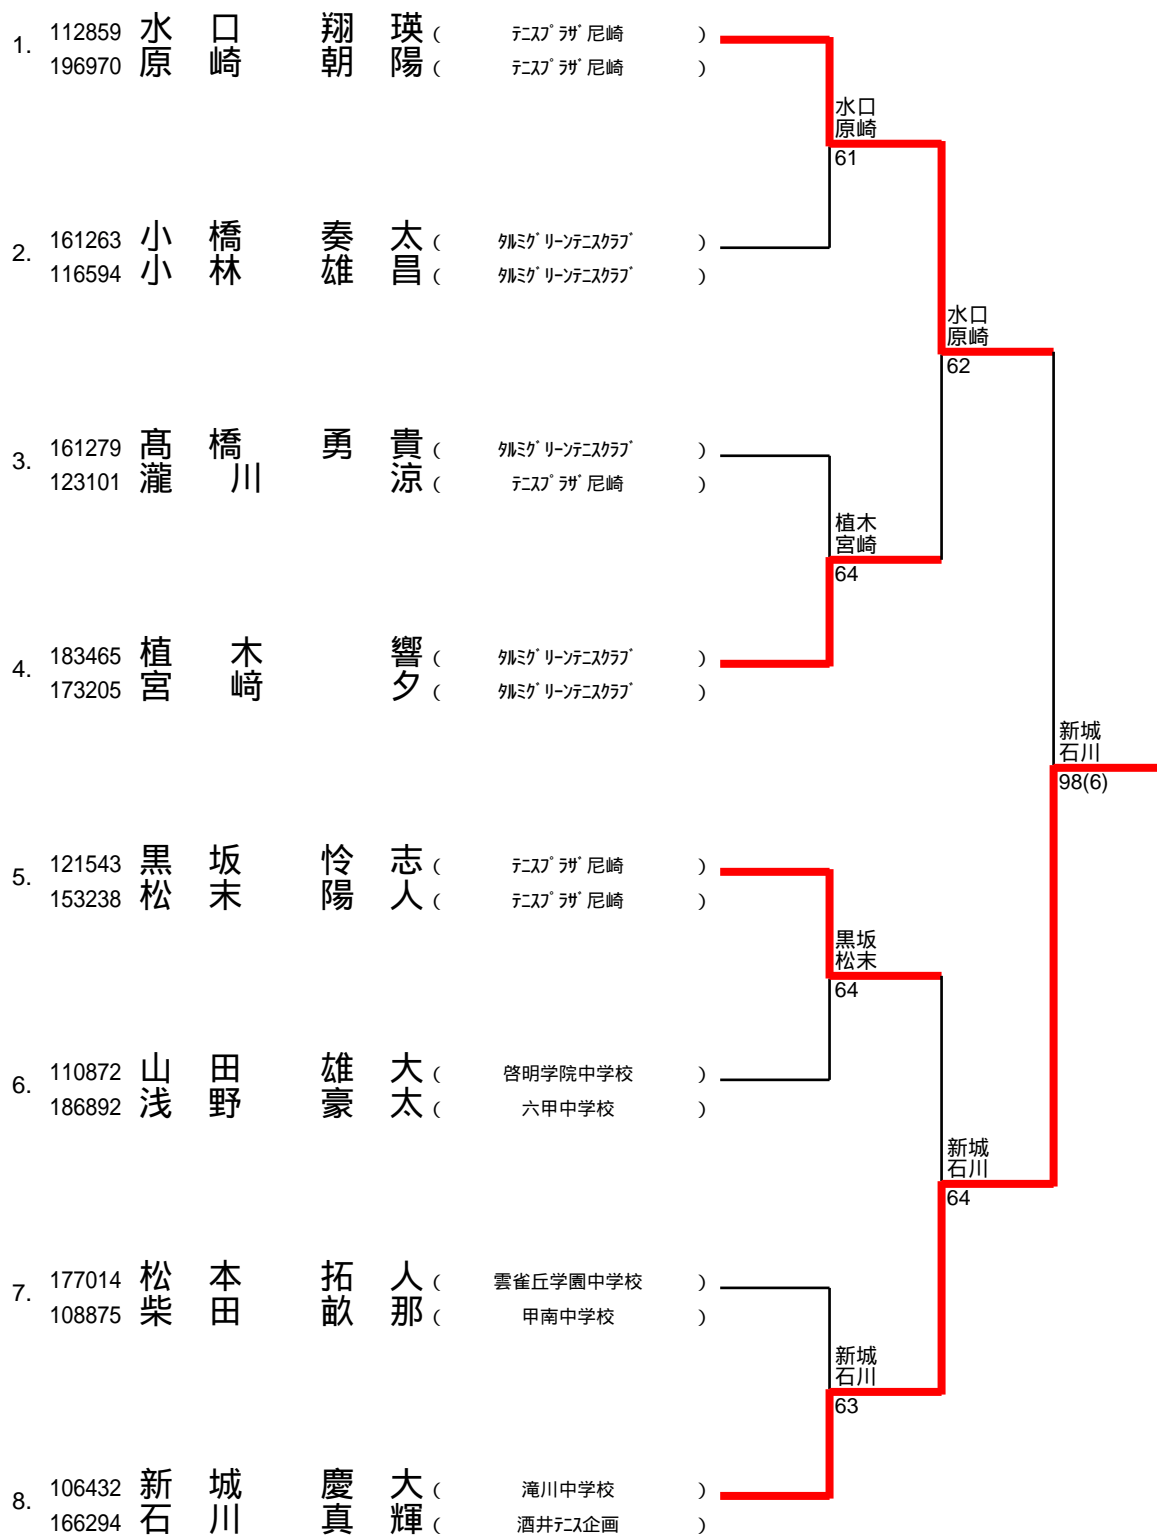 1. 112859 水口 翔瑛 ( ﾃﾆｽﾌﾟﾗｻﾞ尼崎 )
196970 原崎 朝陽 ( ﾃﾆｽﾌﾟﾗｻﾞ尼崎 )
水口
原崎
61
2. 161263 小橋 奏太 ( ﾀﾙﾐｸﾞﾘｰﾝﾃﾆｽｸﾗﾌﾞ )
116594 小林 雄昌 ( ﾀﾙﾐｸﾞﾘｰﾝﾃﾆｽｸﾗﾌﾞ )
水口
原崎
62
3. 161279 髙橋 勇貴 ( ﾀﾙﾐｸﾞﾘｰﾝﾃﾆｽｸﾗﾌﾞ )
123101 瀧川 涼 ( ﾃﾆｽﾌﾟﾗｻﾞ尼崎 )
植木
宮崎
64
4. 183465 植木 響 ( ﾀﾙﾐｸﾞﾘｰﾝﾃﾆｽｸﾗﾌﾞ )
173205 宮﨑 夕 ( ﾀﾙﾐｸﾞﾘｰﾝﾃﾆｽｸﾗﾌﾞ )
新城
石川
98(6)
5. 121543 黒坂 怜志 ( ﾃﾆｽﾌﾟﾗｻﾞ尼崎 )
153238 松末 陽人 ( ﾃﾆｽﾌﾟﾗｻﾞ尼崎 )
黒坂
松末
64
6. 110872 山田 雄大 ( 啓明学院中学校 )
186892 浅野 豪太 ( 六甲中学校 )
新城
石川
64
7. 177014 松本 拓人 ( 雲雀丘学園中学校 )
108875 柴田 畝那 ( 甲南中学校 )
新城
石川
63
8. 106432 新城 慶大 ( 滝川中学校 )
166294 石川 真輝 ( 酒井ﾃﾆｽ企画 )